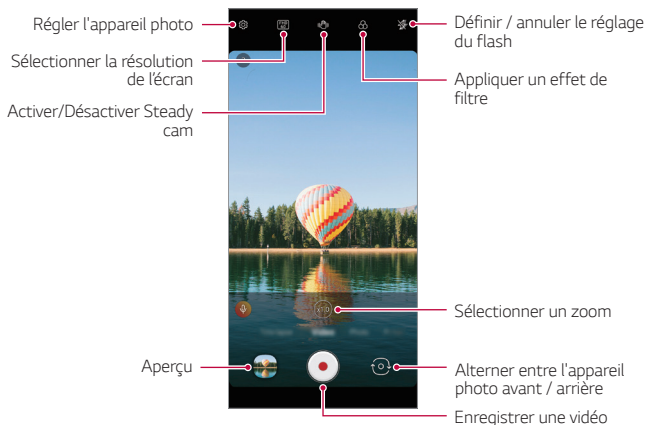 Régler l'appareil photo
Sélectionner la résolution
de l'écran
Activer/Désactiver Steady
cam
Définir / annuler le réglage
du flash
Appliquer un effet de
filtre
Sélectionner un zoom
Aperçu
Alterner entre l'appareil
photo avant / arrière
Enregistrer une vidéo